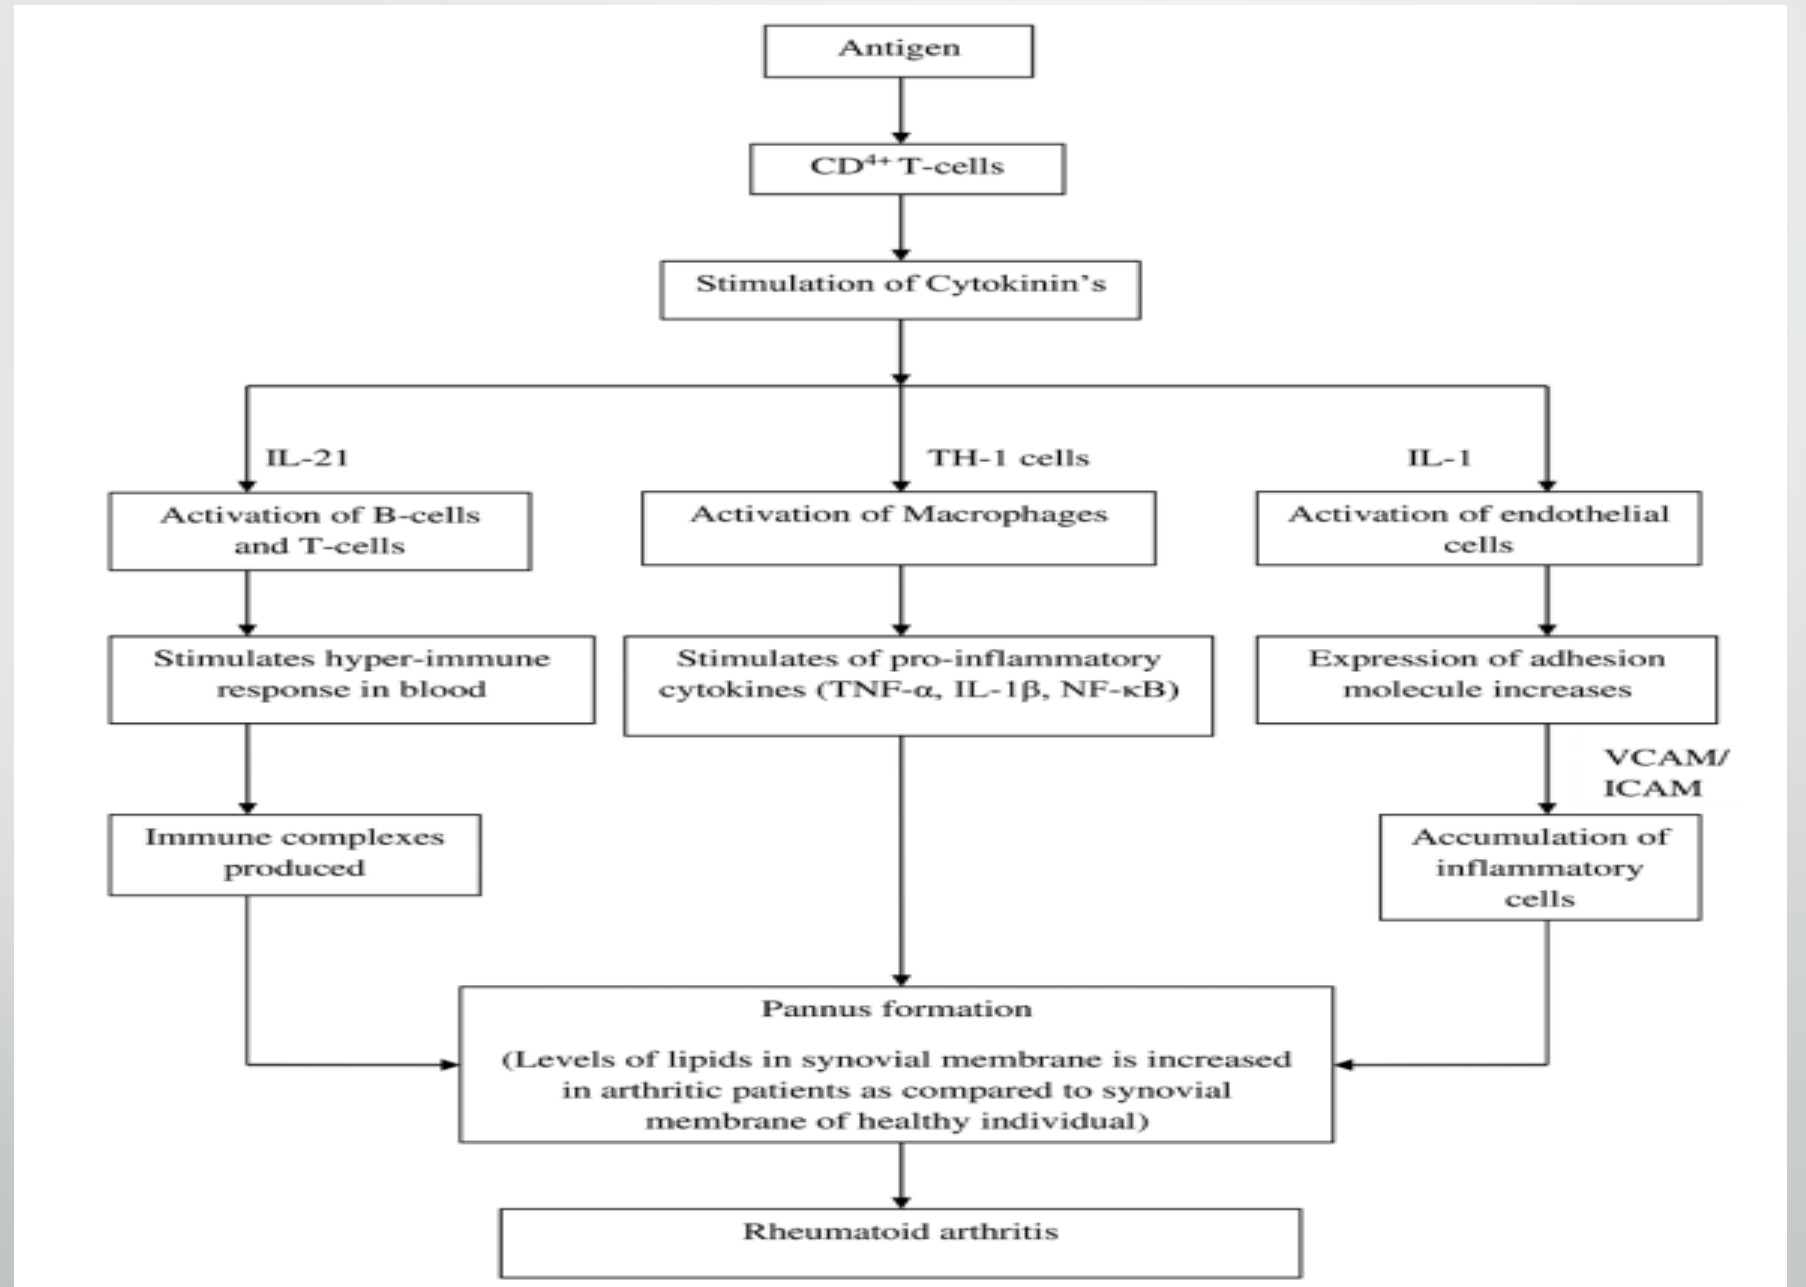 Antigen
CD4+ T-cells
Stimulation of Cytokinin’s
IL-21
TH-1 cells
IL-1
Activation of B-cells
and T-cells
Activation of Macrophages
Activation of endothelial
cells
Stimulates hyper-immune
response in blood
Stimulates of pro-inflammatory
cytokines (TNF-α, IL-1β, NF-κB)
Expression of adhesion
molecule increases
VCAM/
ICAM
Immune complexes
produced
Accumulation of
inflammatory
cells
Pannus formation
(Levels of lipids in synovial membrane is increased
in arthritic patients as compared to synovial
membrane of healthy individual)
Rheumatoid arthritis